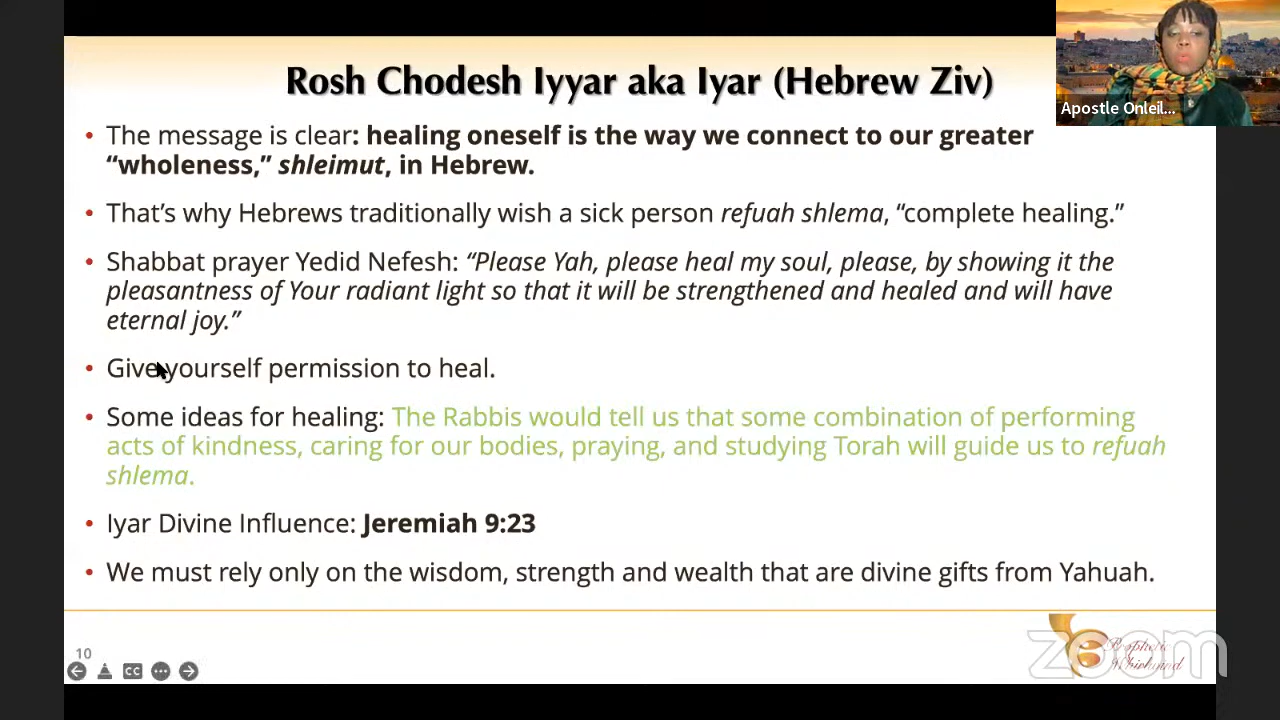 Rosh Chodesh Iyyar aka Iyar (Hebrew Ziv)
Apostle Onleil...
• The message is clear: healing oneself is the way we connect to our greater
“wholeness,” shleimut, in Hebrew.
• That’s why Hebrews traditionally wish a sick person refuah shlema, “complete healing.”
• Shabbat prayer Yedid Nefesh: “Please Yah, please heal my soul, please, by showing it the
pleasantness of Your radiant light so that it will be strengthened and healed and will have
eternal joy.”
• Give yourself permission to heal.
• Some ideas for healing: The Rabbis would tell us that some combination of performing
acts of kindness, caring for our bodies, praying, and studying Torah will guide us to refuah
shlema.
• Iyar Divine Influence: Jeremiah 9:23
• We must rely only on the wisdom, strength and wealth that are divine gifts from Yahuah.
10
CC
zoom
Prophetic
Whirlwind